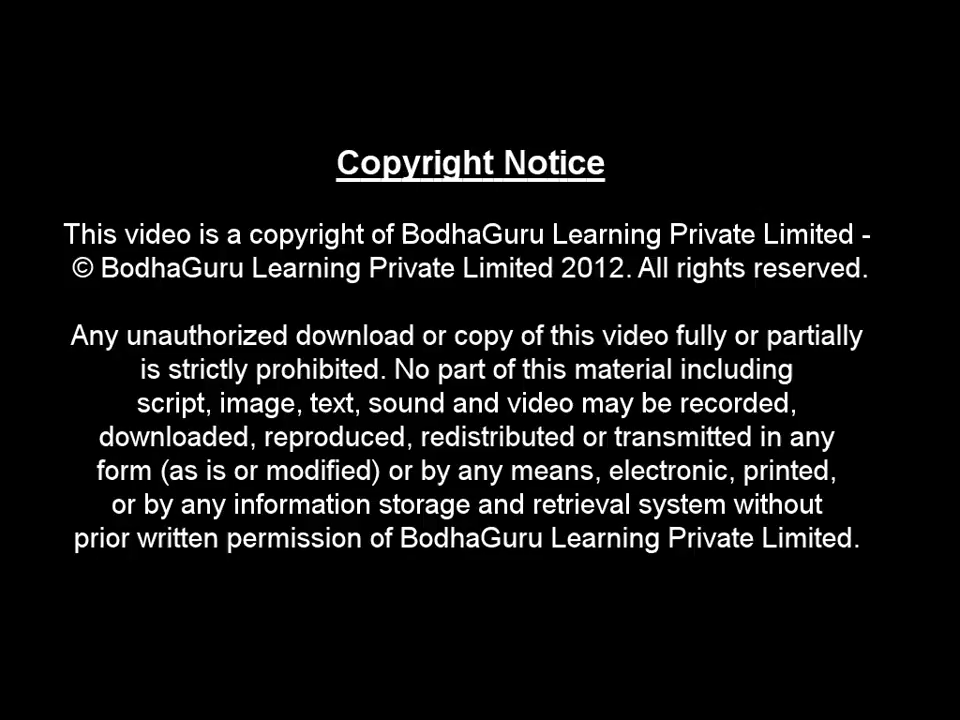 Copyright Notice
This video is a copyright of BodhaGuru Learning Private Limited -
© BodhaGuru Learning Private Limited 2012. All rights reserved.
Any unauthorized download or copy of this video fully or partially
is strictly prohibited. No part of this material including
script, image, text, sound and video may be recorded,
downloaded, reproduced, redistributed or transmitted in any
form (as is or modified) or by any means, electronic, printed,
or by any information storage and retrieval system without
prior written permission of BodhaGuru Learning Private Limited.